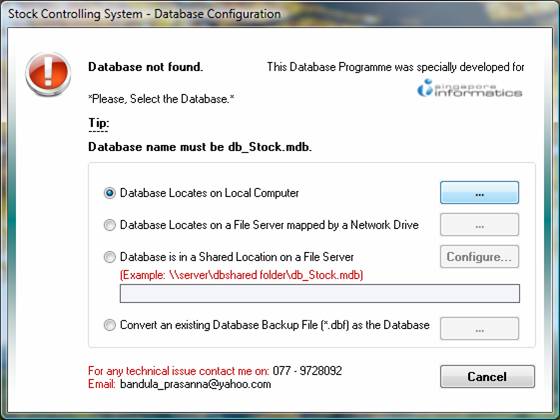 Stock Controlling System - Database Configuration
Database not found.
This Database Programme was specially developed for
singapore
informatics
*Please, Select the Database.*
Tip:
Database name must be db_Stock.mdb.
Database Locates on Local Computer
...
Database Locates on a File Server mapped by a Network Drive
...
Database is in a Shared Location on a File Server
Configure...
(Example: \\server\dbshared folder\db_Stock.mdb)
Convert an existing Database Backup File (*.dbf) as the Database
...
For any technical issue contact me on: 077 - 9728092
Email: bandula_prasanna@yahoo.com
Cancel